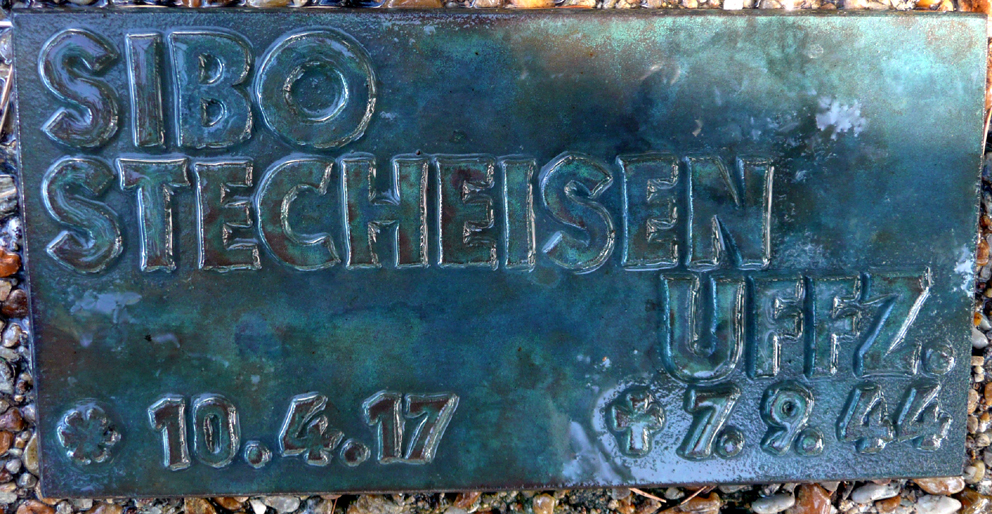 SIBO
STECHEISEN
UFFZ.
10.4.17 7.9.44